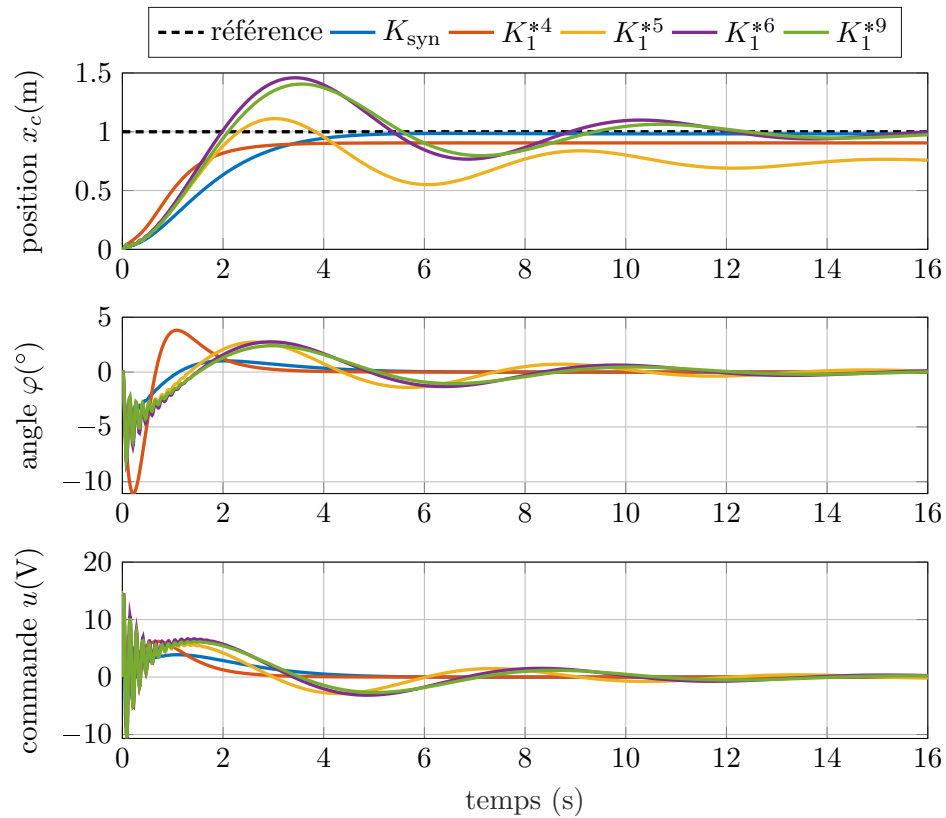 référence K_syn K_1^{*4} K_1^{*5} K_1^{*6} K_1^{*9}
position x_c(m)
1.5
1
0.5
0
0 2 4 6 8 10 12 14 16
angle φ(°)
5
0
−5
−10
0 2 4 6 8 10 12 14 16
commande u(V)
20
10
0
−10
0 2 4 6 8 10 12 14 16
temps (s)